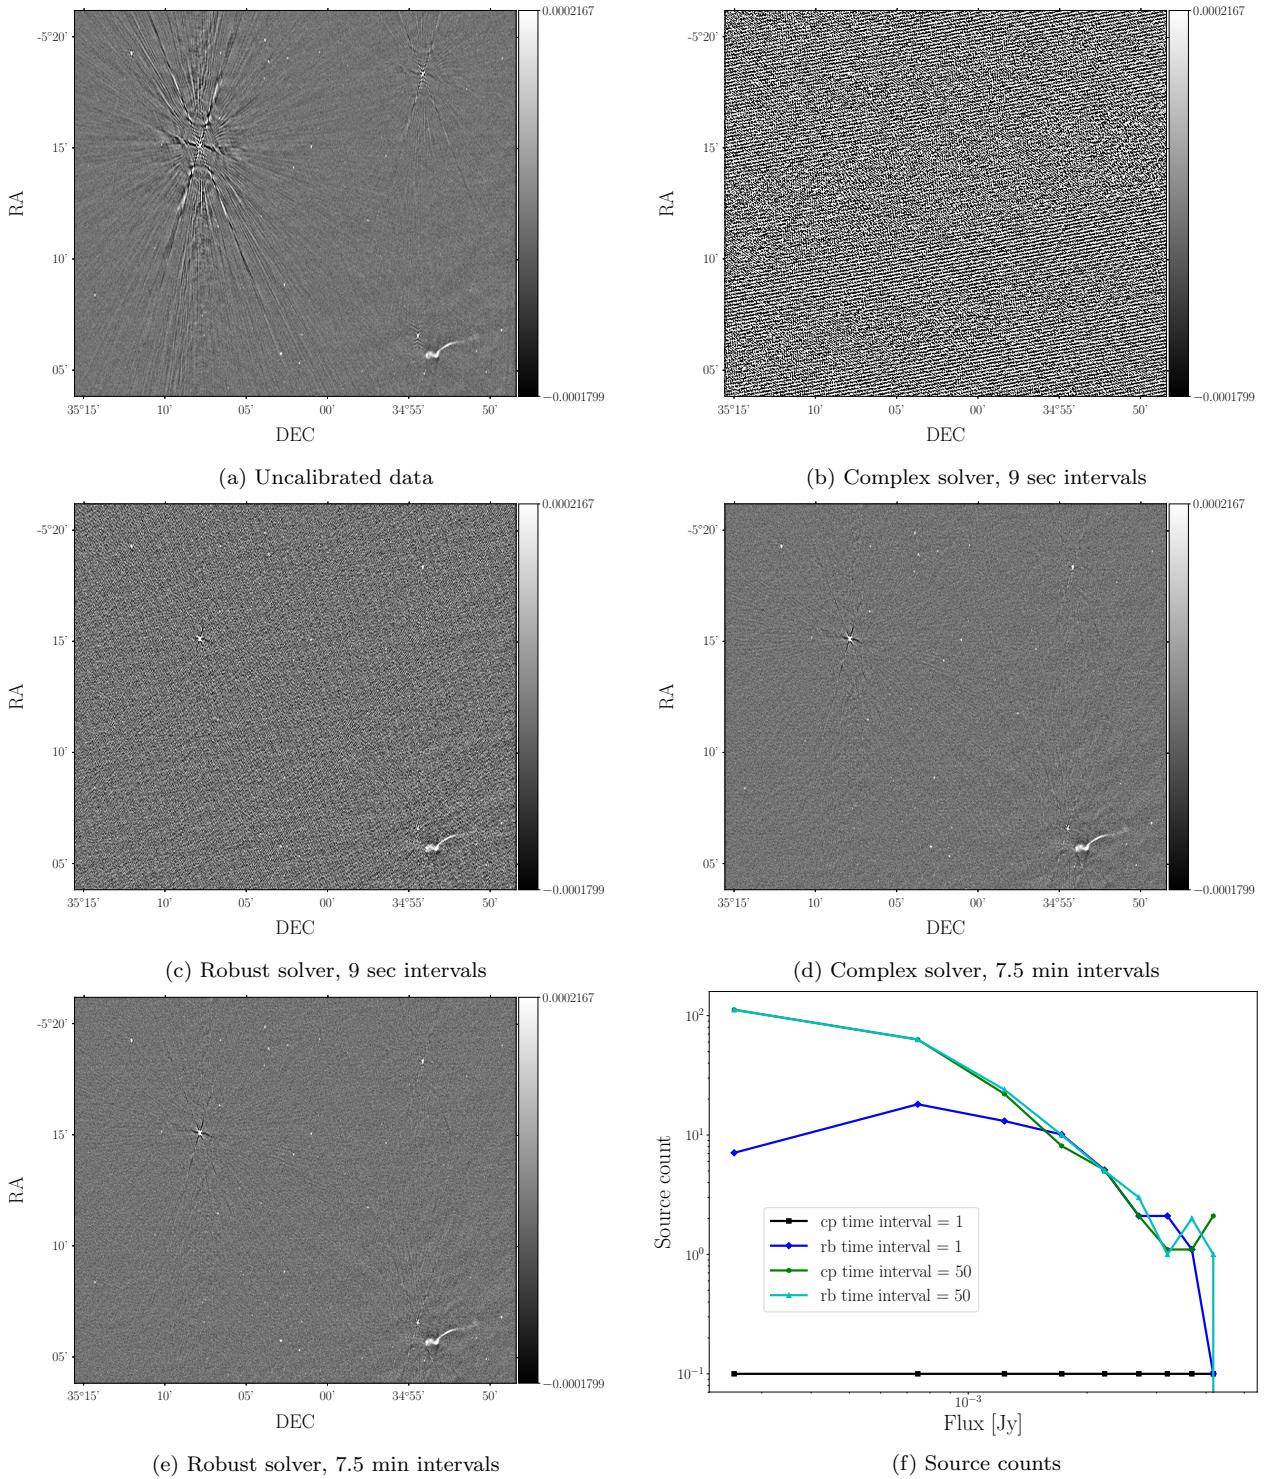 0.0002167
-5°20'
15'
10'
05'
RA
35°15' 10' 05' 00' 34°55' 50'
−0.0001799
DEC
(a) Uncalibrated data
0.0002167
-5°20'
15'
10'
05'
RA
35°15' 10' 05' 00' 34°55' 50'
−0.0001799
DEC
(b) Complex solver, 9 sec intervals
0.0002167
-5°20'
15'
10'
05'
RA
35°15' 10' 05' 00' 34°55' 50'
−0.0001799
DEC
(c) Robust solver, 9 sec intervals
0.0002167
-5°20'
15'
10'
05'
RA
35°15' 10' 05' 00' 34°55' 50'
−0.0001799
DEC
(d) Complex solver, 7.5 min intervals
0.0002167
-5°20'
15'
10'
05'
RA
35°15' 10' 05' 00' 34°55' 50'
−0.0001799
DEC
(e) Robust solver, 7.5 min intervals
10²
10¹
10⁰
10⁻¹
Source count
cp time interval = 1
rb time interval = 1
cp time interval = 50
rb time interval = 50
10⁻³
Flux [Jy]
(f) Source counts